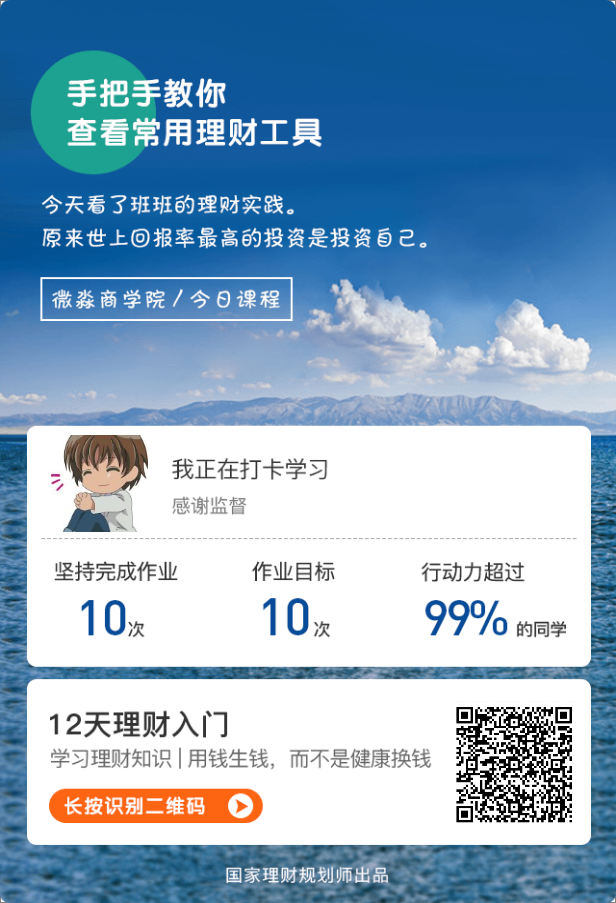 手把手教你
查看常用理财工具
今天看了班班的理财实践。
原来世上回报率最高的投资是投资自己。
微淼商学院 / 今日课程
我正在打卡学习
感谢监督
坚持完成作业 作业目标 行动力超过
10次 10次 99% 的同学
12天理财入门
学习理财知识 | 用钱生钱，而不是健康换钱
长按识别二维码
国家理财规划师出品